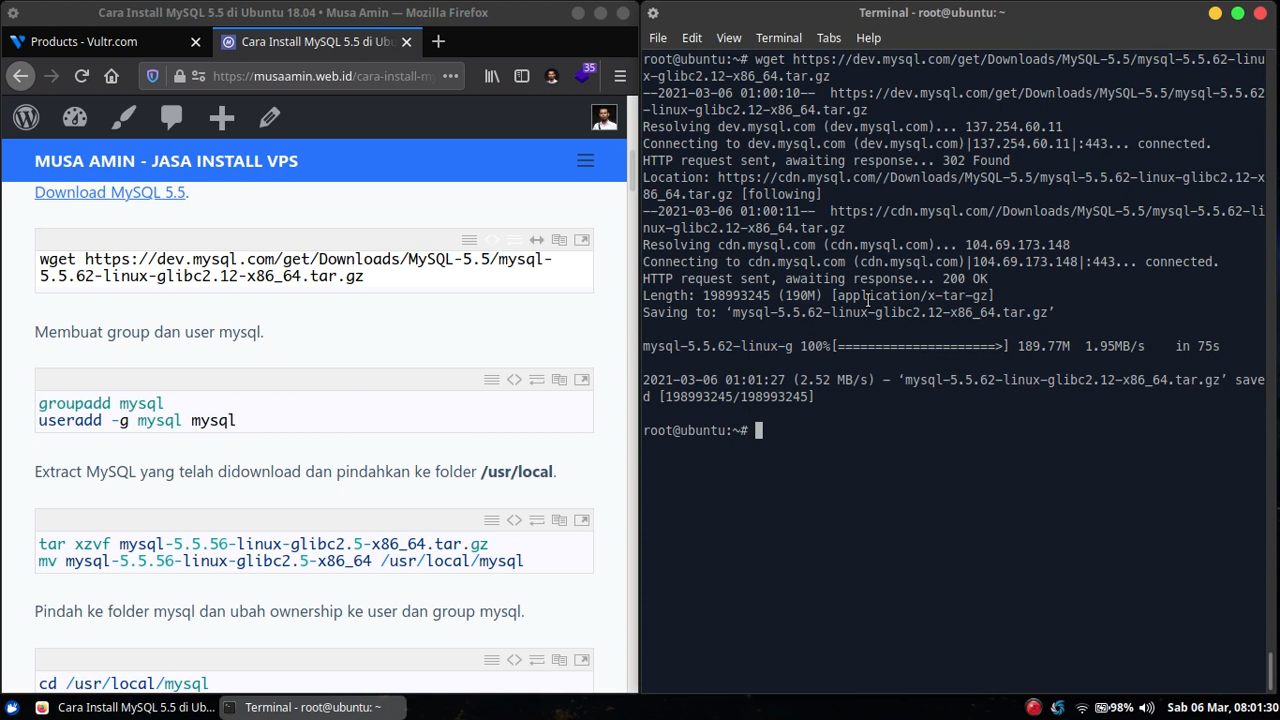 Cara Install MySQL 5.5 di Ubuntu 18.04 • Musa Amin — Mozilla Firefox
Products - Vultr.com
Cara Install MySQL 5.5 di Ub
https://musaamin.web.id/cara-install-my
35
MUSA AMIN - JASA INSTALL VPS
Download MySQL 5.5.
wget https://dev.mysql.com/get/Downloads/MySQL-5.5/mysql-
5.5.62-linux-glibc2.12-x86_64.tar.gz
Membuat group dan user mysql.
groupadd mysql
useradd -g mysql mysql
Extract MySQL yang telah didownload dan pindahkan ke folder /usr/local.
tar xzvf mysql-5.5.56-linux-glibc2.5-x86_64.tar.gz
mv mysql-5.5.56-linux-glibc2.5-x86_64 /usr/local/mysql
Pindah ke folder mysql dan ubah ownership ke user dan group mysql.
cd /usr/local/mysql
Terminal - root@ubuntu: ~
File Edit View Terminal Tabs Help
root@ubuntu:~# wget https://dev.mysql.com/get/Downloads/MySQL-5.5/mysql-5.5.62-linu
x-glibc2.12-x86_64.tar.gz
--2021-03-06 01:00:10-- https://dev.mysql.com/get/Downloads/MySQL-5.5/mysql-5.5.62
-linux-glibc2.12-x86_64.tar.gz
Resolving dev.mysql.com (dev.mysql.com)... 137.254.60.11
Connecting to dev.mysql.com (dev.mysql.com)|137.254.60.11|:443... connected.
HTTP request sent, awaiting response... 302 Found
Location: https://cdn.mysql.com//Downloads/MySQL-5.5/mysql-5.5.62-linux-glibc2.12-x
86_64.tar.gz [following]
--2021-03-06 01:00:11-- https://cdn.mysql.com//Downloads/MySQL-5.5/mysql-5.5.62-li
nux-glibc2.12-x86_64.tar.gz
Resolving cdn.mysql.com (cdn.mysql.com)... 104.69.173.148
Connecting to cdn.mysql.com (cdn.mysql.com)|104.69.173.148|:443... connected.
HTTP request sent, awaiting response... 200 OK
Length: 198993245 (190M) [application/x-tar-gz]
Saving to: ‘mysql-5.5.62-linux-glibc2.12-x86_64.tar.gz’
mysql-5.5.62-linux-g 100%[=====================>] 189.77M 1.95MB/s in 75s
2021-03-06 01:01:27 (2.52 MB/s) - ‘mysql-5.5.62-linux-glibc2.12-x86_64.tar.gz’ save
d [198993245/198993245]
root@ubuntu:~#
Cara Install MySQL 5.5 di Ub...
Terminal - root@ubuntu: ~
98%
Sab 06 Mar, 08:01:30